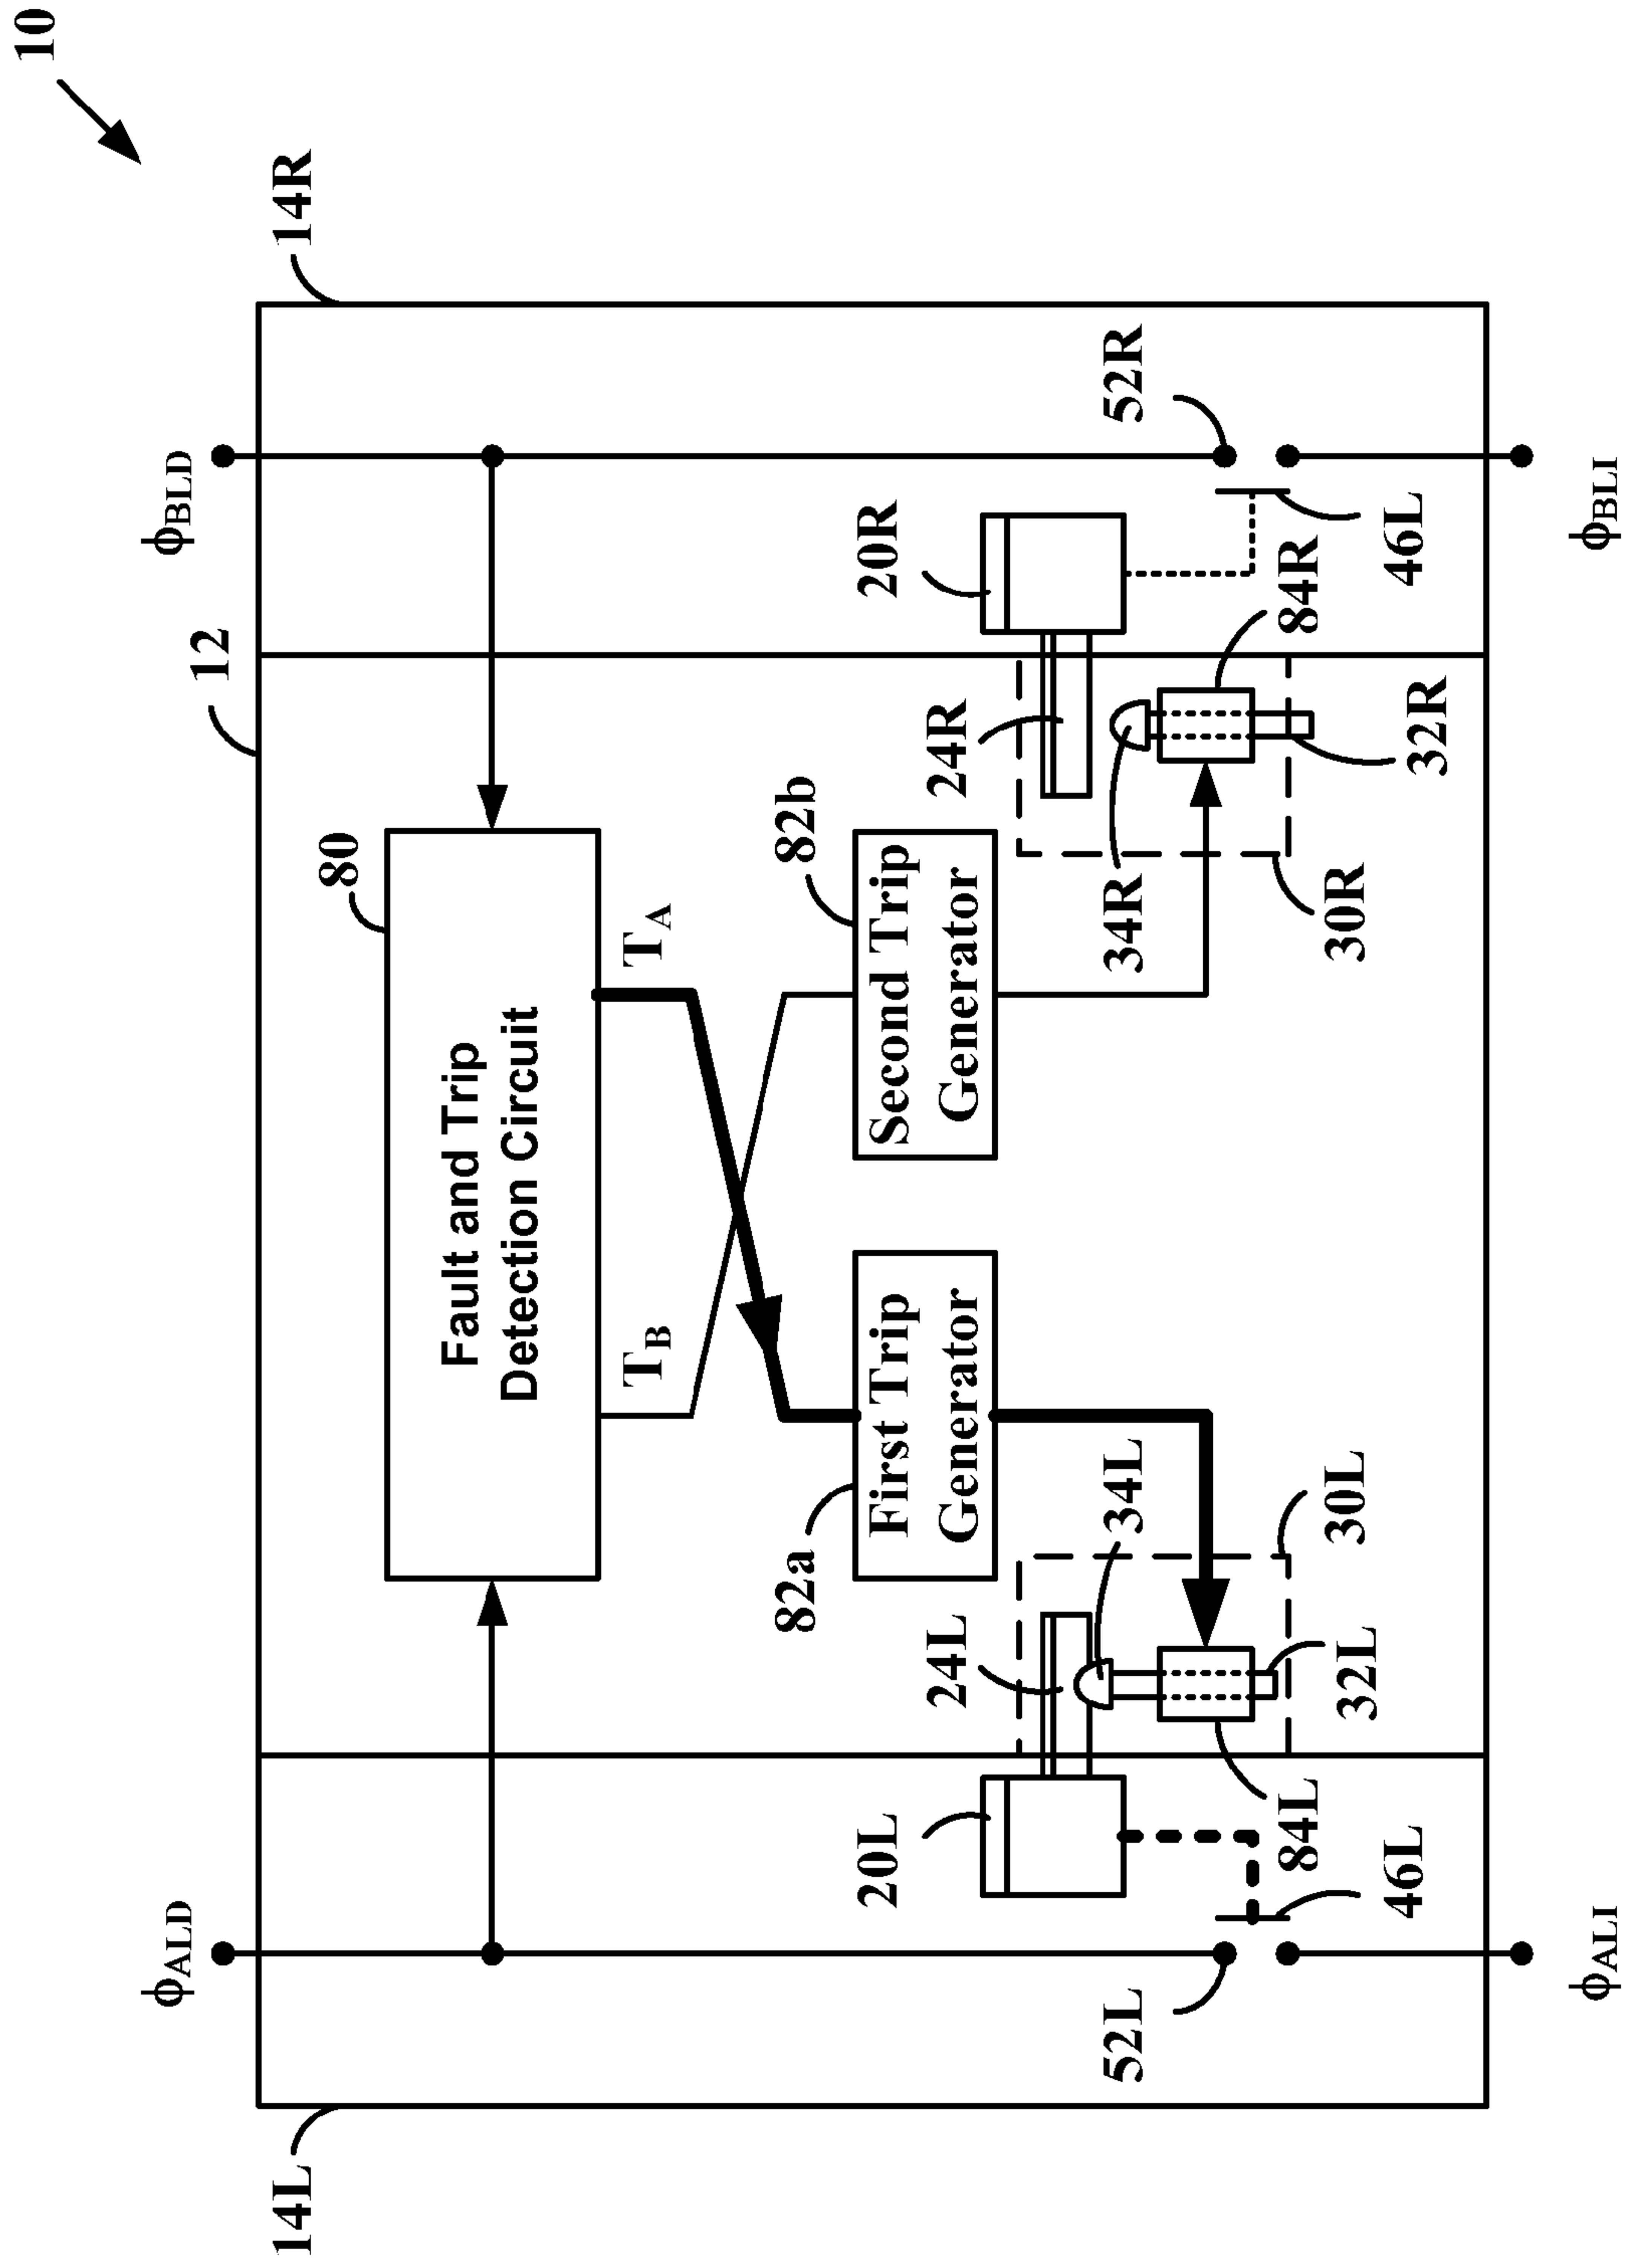 10
14L
14R
12
ϕALD
ϕBLD
80
Fault and Trip
Detection Circuit
TB
TA
82a
First Trip
Generator
82b
Second Trip
Generator
20L
24L
24R
20R
52L
34L
34R
52R
84L
84R
46L
32L
30L
30R
32R
46L
ϕALI
ϕBLI